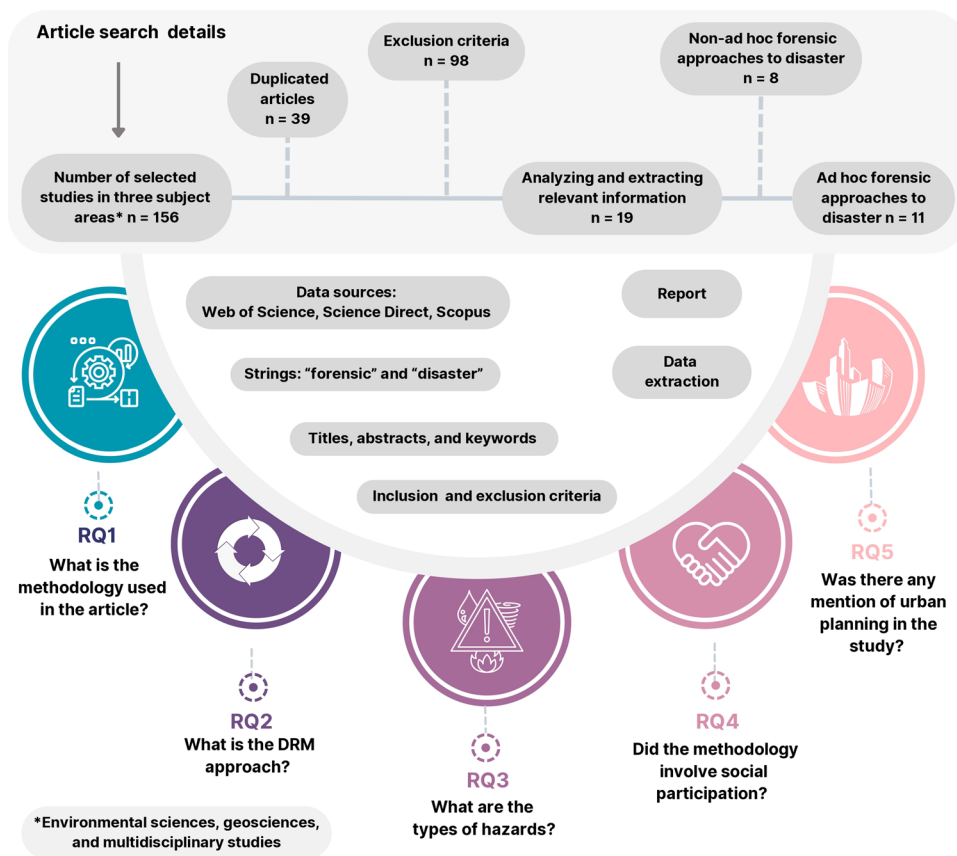 Article search details
Exclusion criteria
n = 98
Non-ad hoc forensic
approaches to disaster
n = 8
Duplicated
articles
n = 39
Number of selected
studies in three subject
areas* n = 156
Analyzing and extracting
relevant information
n = 19
Ad hoc forensic
approaches to
disaster n = 11
Data sources:
Web of Science, Science Direct, Scopus
Report
Strings: “forensic” and “disaster”
Data
extraction
Titles, abstracts, and keywords
Inclusion and exclusion criteria
RQ1
What is the
methodology used
in the article?
RQ2
What is the DRM
approach?
RQ3
What are the
types of hazards?
RQ4
Did the methodology
involve social
participation?
RQ5
Was there any
mention of urban
planning in the
study?
*Environmental sciences, geosciences,
and multidisciplinary studies